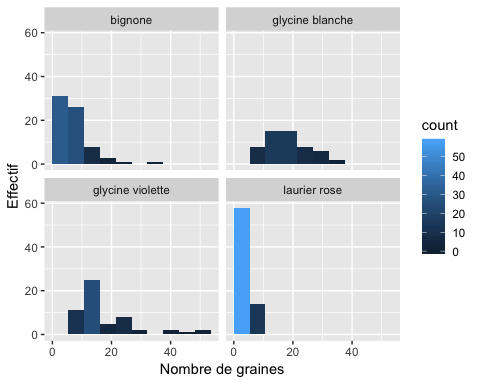 bignone
glycine blanche
60
40
20
0
glycine violette
laurier rose
60
40
20
0
0
20
40
0
20
40
Nombre de graines
Effectif
count
50
40
30
20
10
0